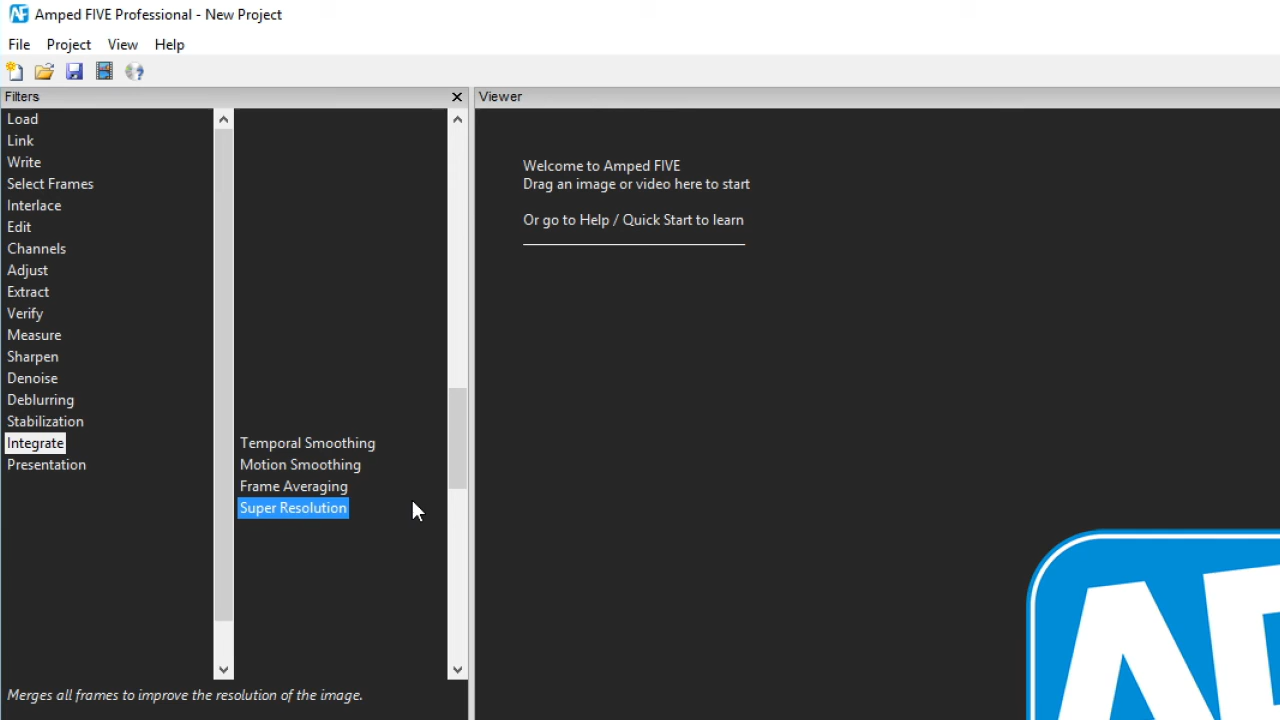 Amped FIVE Professional - New Project
File Project View Help
Filters
Viewer
Load
Link
Write
Select Frames
Interlace
Edit
Channels
Adjust
Extract
Verify
Measure
Sharpen
Denoise
Deblurring
Stabilization
Integrate
Presentation
Temporal Smoothing
Motion Smoothing
Frame Averaging
Super Resolution
Merges all frames to improve the resolution of the image.
Welcome to Amped FIVE
Drag an image or video here to start
Or go to Help / Quick Start to learn